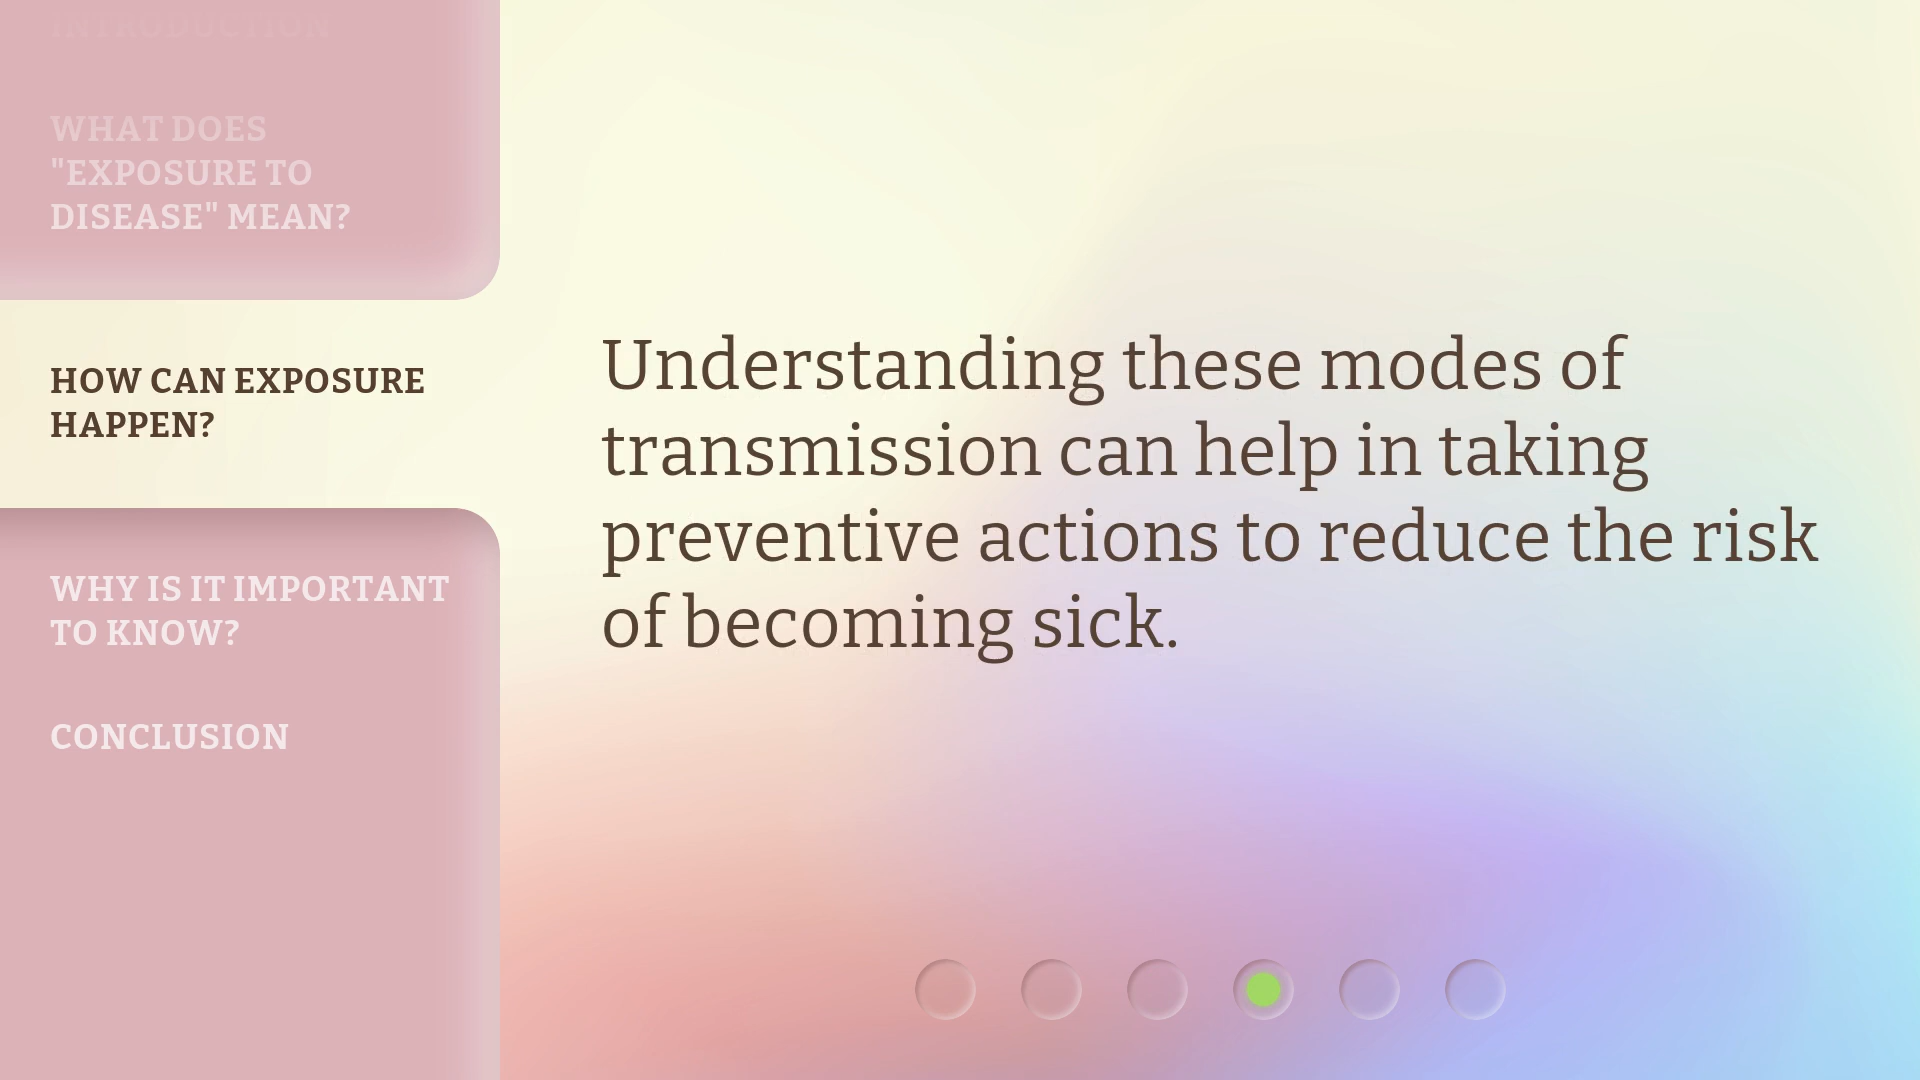 INTRODUCTION
WHAT DOES
"EXPOSURE TO
DISEASE" MEAN?
HOW CAN EXPOSURE
HAPPEN?
WHY IS IT IMPORTANT
TO KNOW?
CONCLUSION
Understanding these modes of
transmission can help in taking
preventive actions to reduce the risk
of becoming sick.